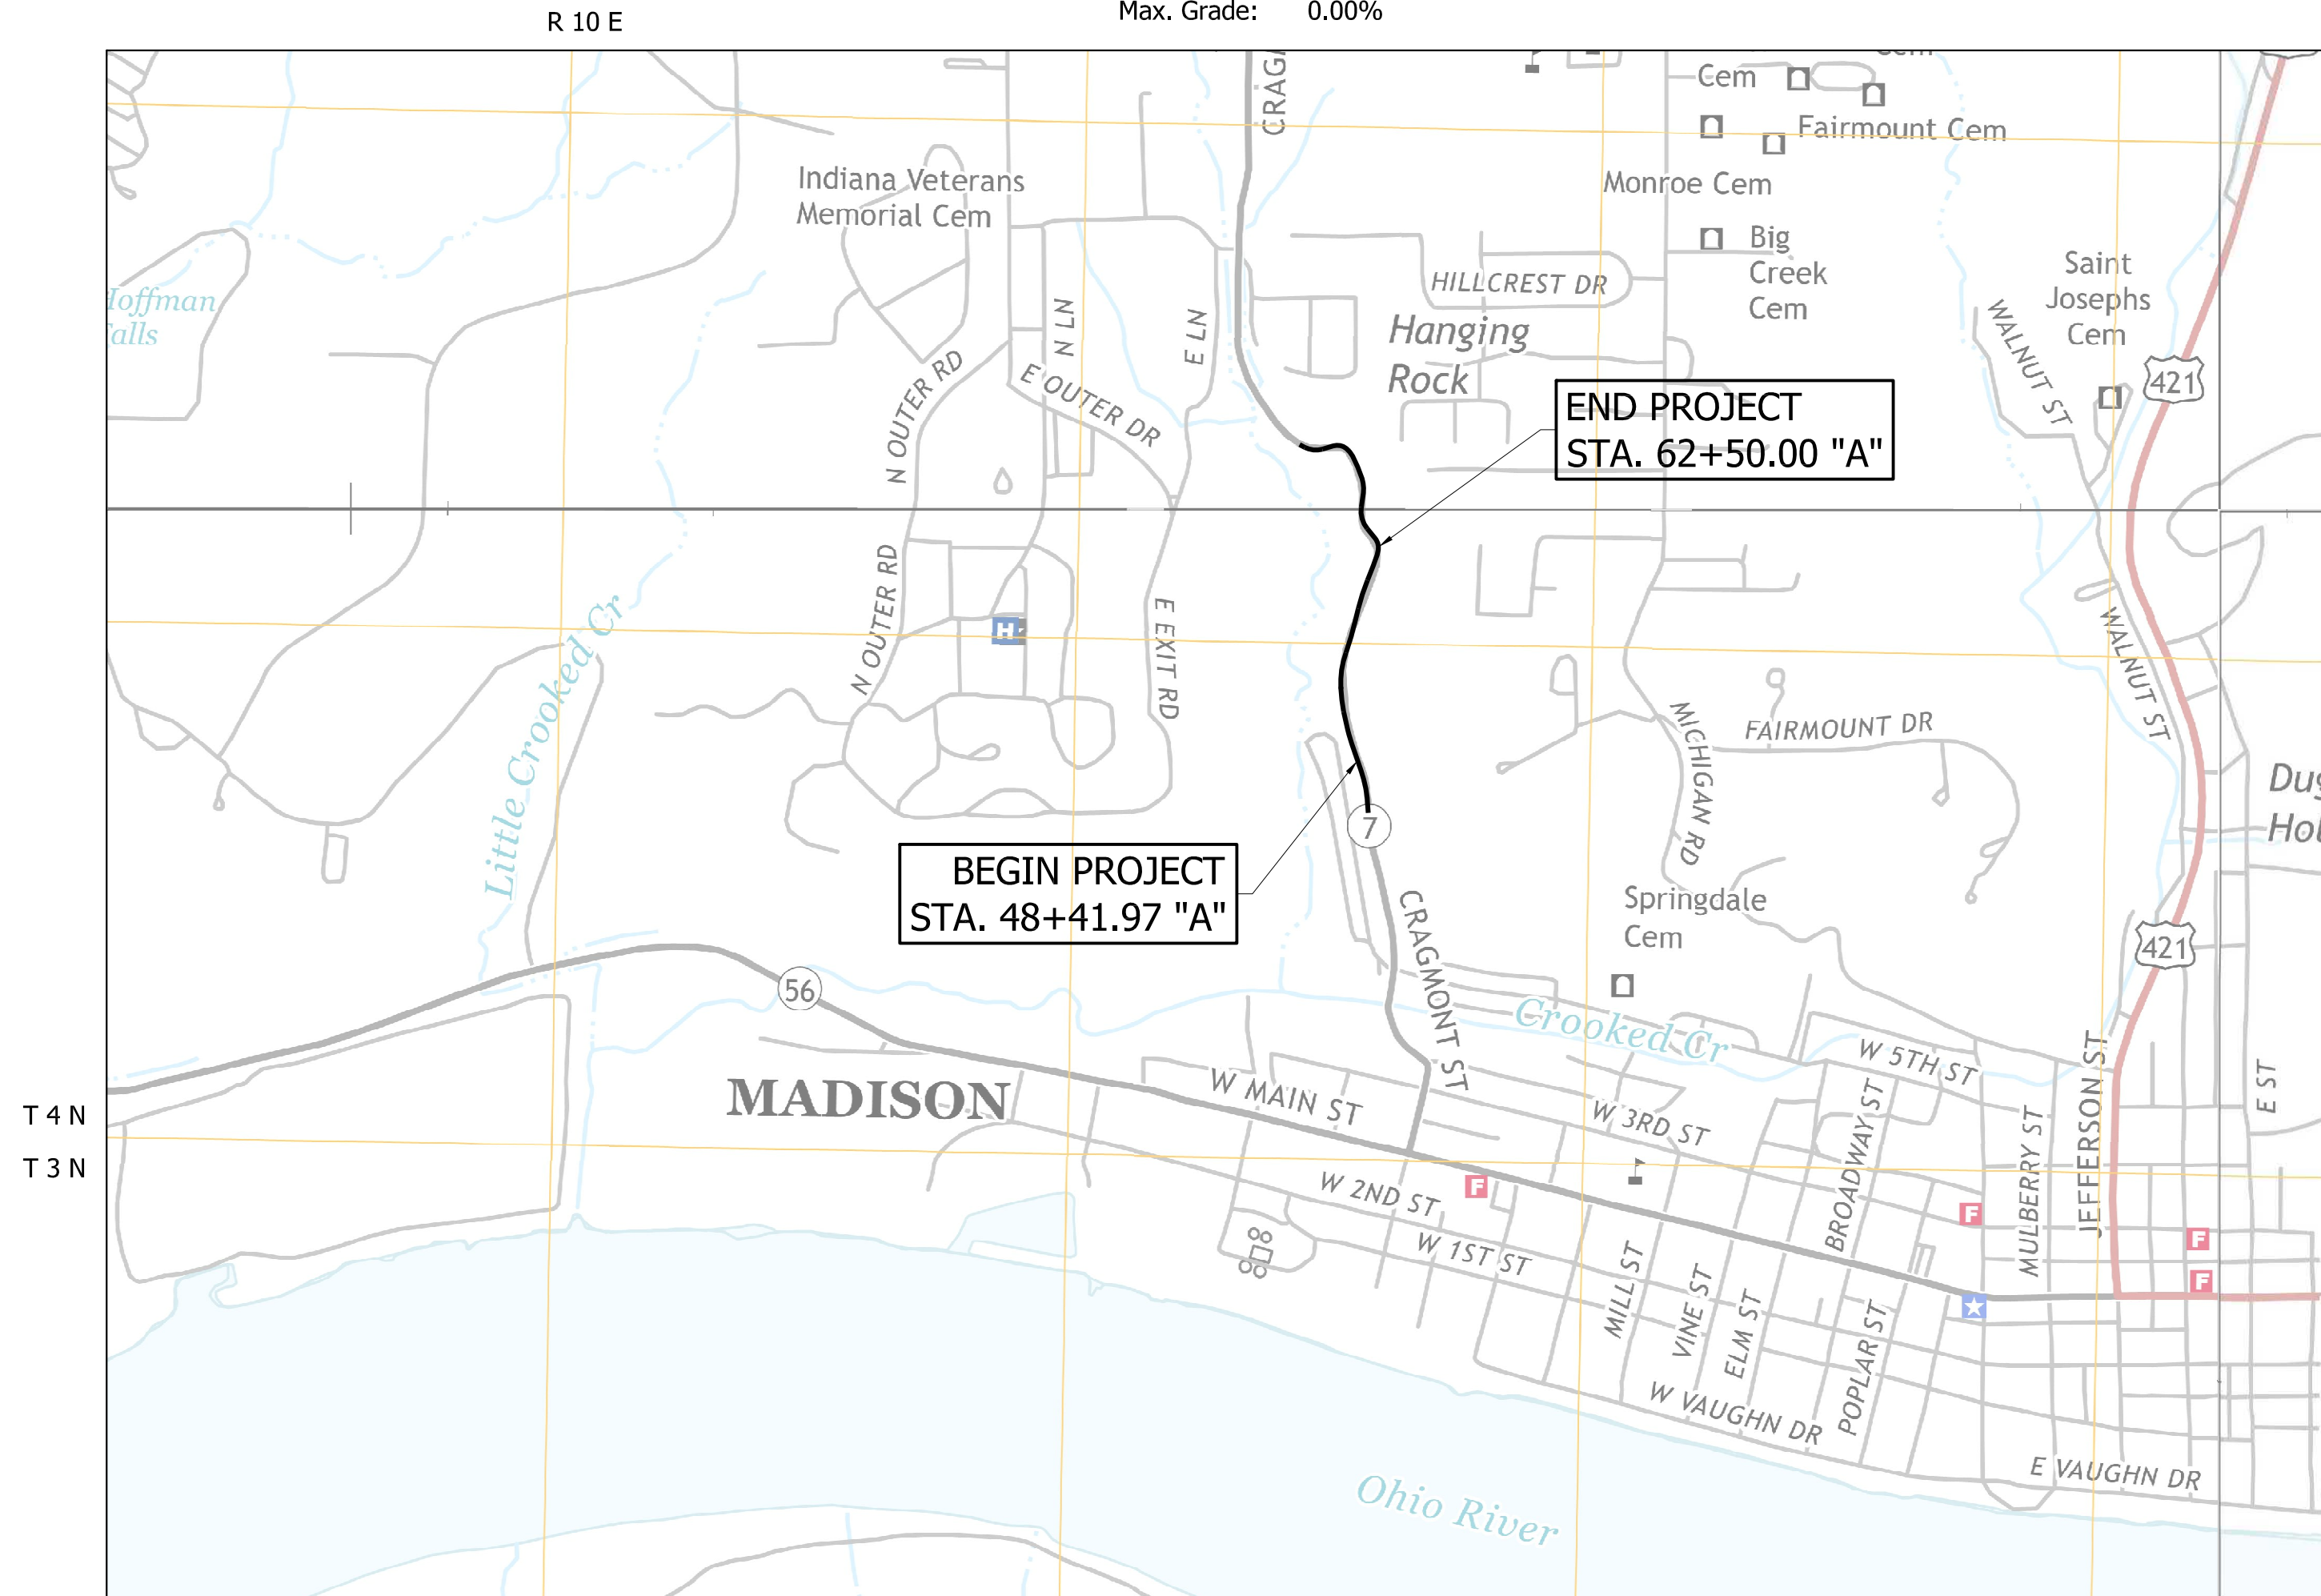 Max. Grade: 0.00%
R 10 E
CRAG
Cem
Fairmount Cem
Monroe Cem
Indiana Veterans
Memorial Cem
Big
Creek
Cem
Saint
Josephs
Cem
HILLCREST DR
Hanging
Rock
N LN
E LN
WALNUT ST
421
N OUTER RD
E OUTER DR
END PROJECT
STA. 62+50.00 "A"
N OUTER RD
H
E EXIT RD
Little Crooked Cr
WALNUT ST
MICHIGAN RD
FAIRMOUNT DR
7
BEGIN PROJECT
STA. 48+41.97 "A"
CRAGMONT ST
Springdale
Cem
421
56
Crooked Cr
W 5TH ST
JEFFERSON ST
E ST
MADISON
W MAIN ST
W 3RD ST
BROADWAY ST
MULBERRY ST
T 4 N
T 3 N
W 2ND ST
F
F
F
F
W 1ST ST
MILL ST
VINE ST
ELM ST
POPLAR ST
W VAUGHN DR
E VAUGHN DR
Ohio River